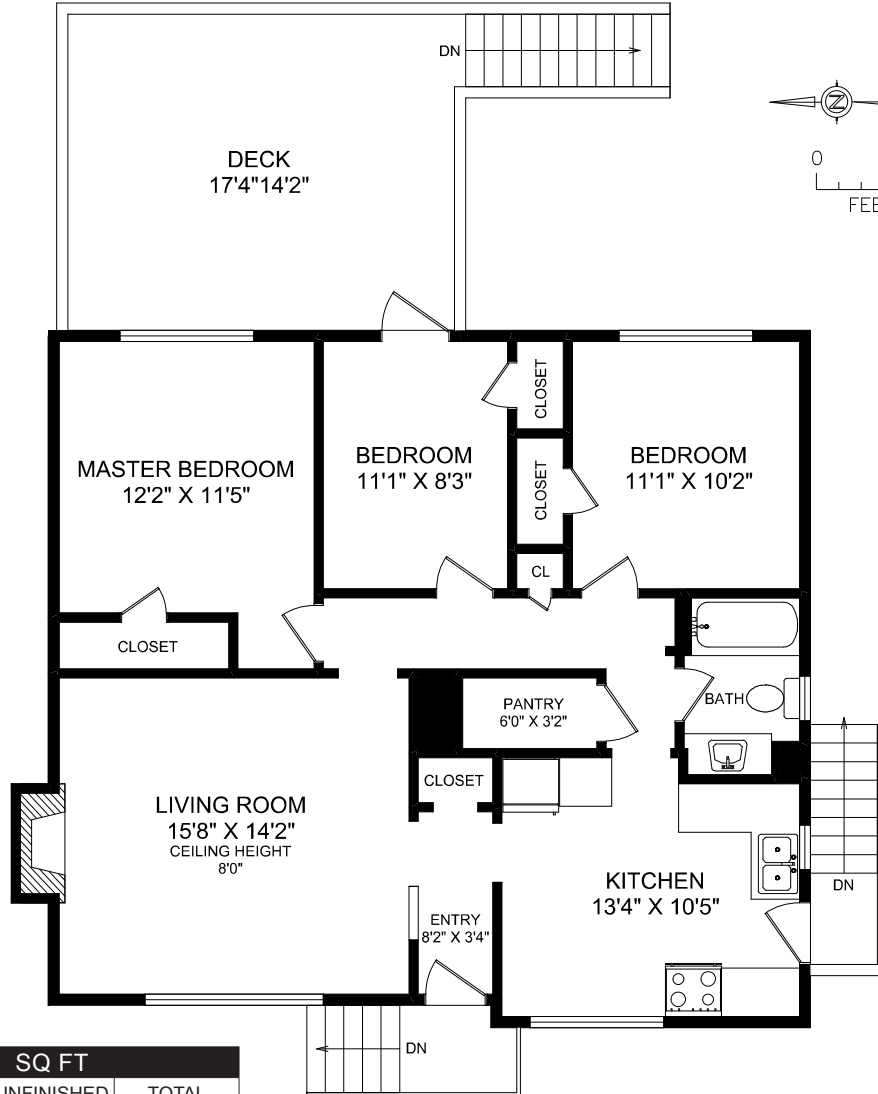 DN
DECK
17'4"14'2"
N
0
FEE
MASTER BEDROOM
12'2" X 11'5"
BEDROOM
11'1" X 8'3"
CLOSET
CLOSET
CL
BEDROOM
11'1" X 10'2"
CLOSET
PANTRY
6'0" X 3'2"
BATH
CLOSET
LIVING ROOM
15'8" X 14'2"
CEILING HEIGHT
8'0"
KITCHEN
13'4" X 10'5"
DN
ENTRY
8'2" X 3'4"
DN
SQ FT
UNFINISHED TOTAL